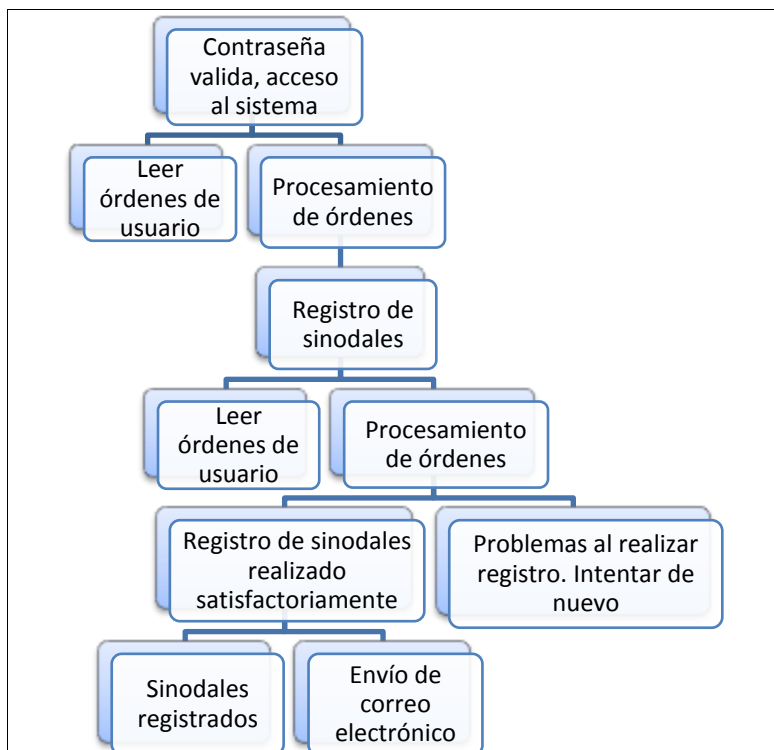 Contraseña
valida, acceso
al sistema
Leer
órdenes de
usuario
Procesamiento
de órdenes
Registro de
sinodales
Leer
órdenes de
usuario
Procesamiento
de órdenes
Registro de sinodales
realizado
satisfactoriamente
Problemas al realizar
registro. Intentar de
nuevo
Sinodales
registrados
Envío de
correo
electrónico